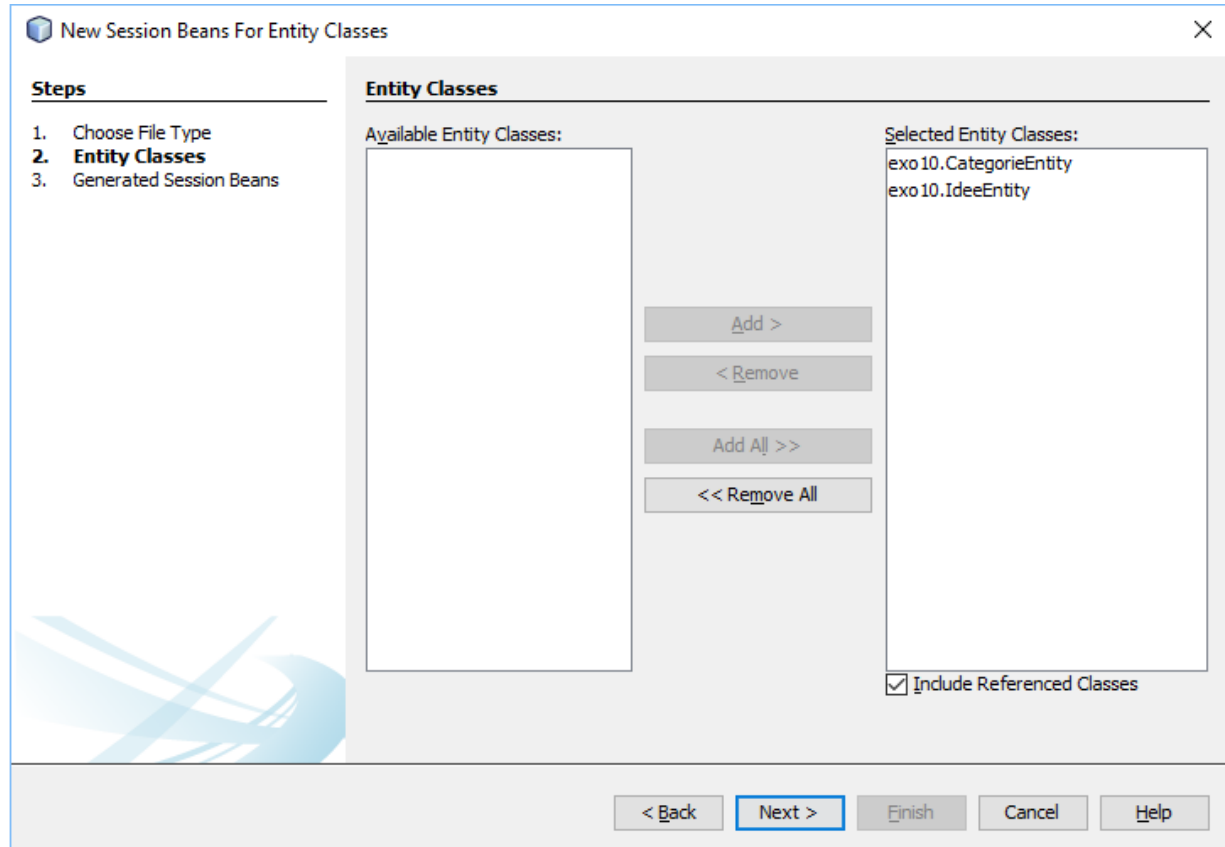 New Session Beans For Entity Classes
Steps
1. Choose File Type
2. Entity Classes
3. Generated Session Beans
Entity Classes
Available Entity Classes:
Add >
< Remove
Add All >>
<< Remove All
Selected Entity Classes:
exo10.CategorieEntity
exo10.IdeeEntity
Include Referenced Classes
< Back
Next >
Finish
Cancel
Help